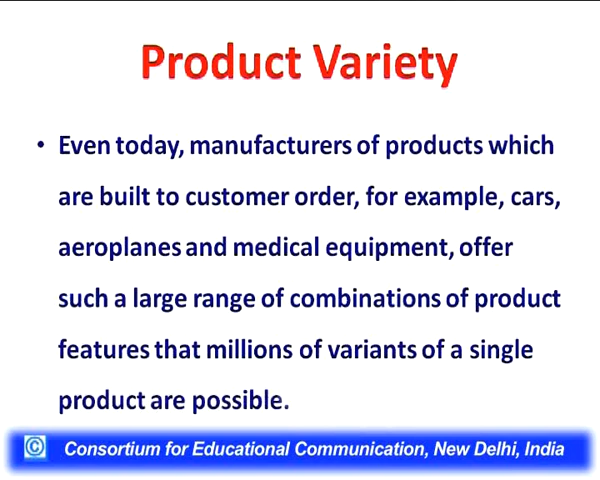 Product Variety
• Even today, manufacturers of products which
are built to customer order, for example, cars,
aeroplanes and medical equipment, offer
such a large range of combinations of product
features that millions of variants of a single
product are possible.
© Consortium for Educational Communication, New Delhi, India